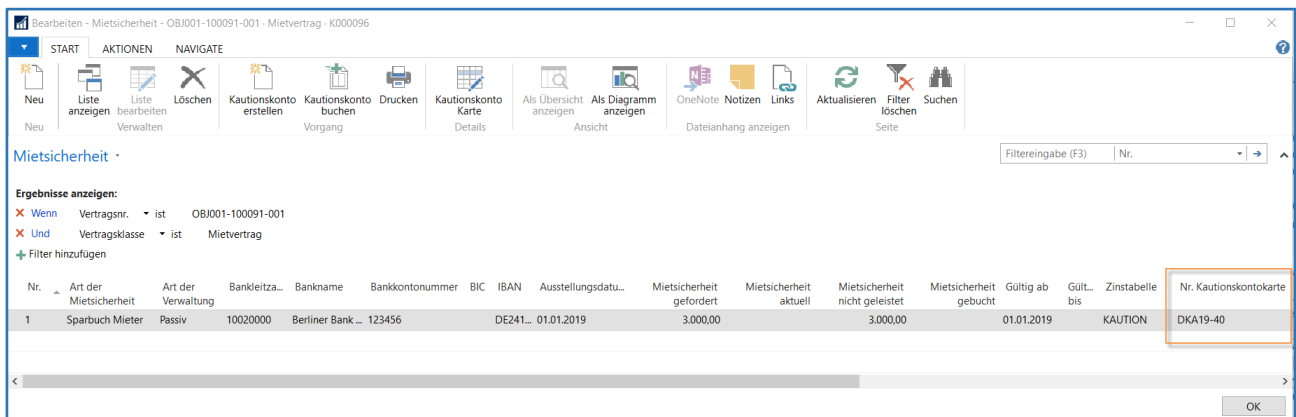 Bearbeiten - Mietsicherheit - OBJ001-100091-001 · Mietvertrag · K000096
START AKTIONEN NAVIGATE
Neu Liste anzeigen Liste bearbeiten Löschen Kautionskonto erstellen Kautionskonto buchen Drucken Kautionskonto Karte Als Übersicht anzeigen Als Diagramm anzeigen OneNote Notizen Links Aktualisieren Filter löschen Suchen
Neu Verwalten Vorgang Details Ansicht Dateianhang anzeigen Seite
Mietsicherheit Filtereingabe (F3) Nr.
Ergebnisse anzeigen:
Wenn Vertragsnr. ist OBJ001-100091-001
Und Vertragsklasse ist Mietvertrag
Filter hinzufügen
Nr. Art der Mietsicherheit Art der Verwaltung Bankleitza... Bankname Bankkontonummer BIC IBAN Ausstellungsdatu... Mietsicherheit gefordert Mietsicherheit aktuell Mietsicherheit nicht geleistet Mietsicherheit gebucht Gültig ab Gült... bis Zinstabelle Nr. Kautionskontokarte
1 Sparbuch Mieter Passiv 10020000 Berliner Bank ... 123456 DE241... 01.01.2019 3.000,00 3.000,00 01.01.2019 KAUTION DKA19-40
OK